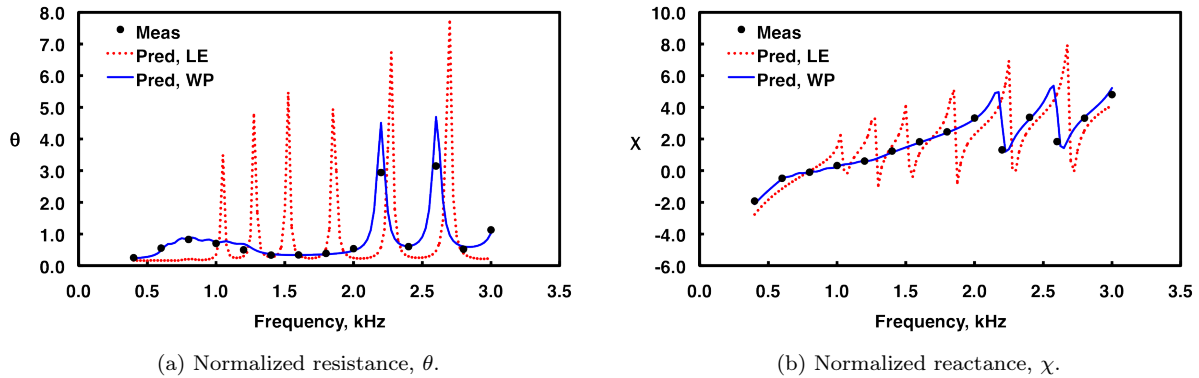 8.0
7.0
6.0
5.0
4.0
3.0
2.0
1.0
0.0
θ
Meas
Pred, LE
Pred, WP
0.0 0.5 1.0 1.5 2.0 2.5 3.0 3.5
Frequency, kHz
(a) Normalized resistance, θ.
10.0
8.0
6.0
4.0
2.0
0.0
-2.0
-4.0
-6.0
χ
Meas
Pred, LE
Pred, WP
0.0 0.5 1.0 1.5 2.0 2.5 3.0 3.5
Frequency, kHz
(b) Normalized reactance, χ.